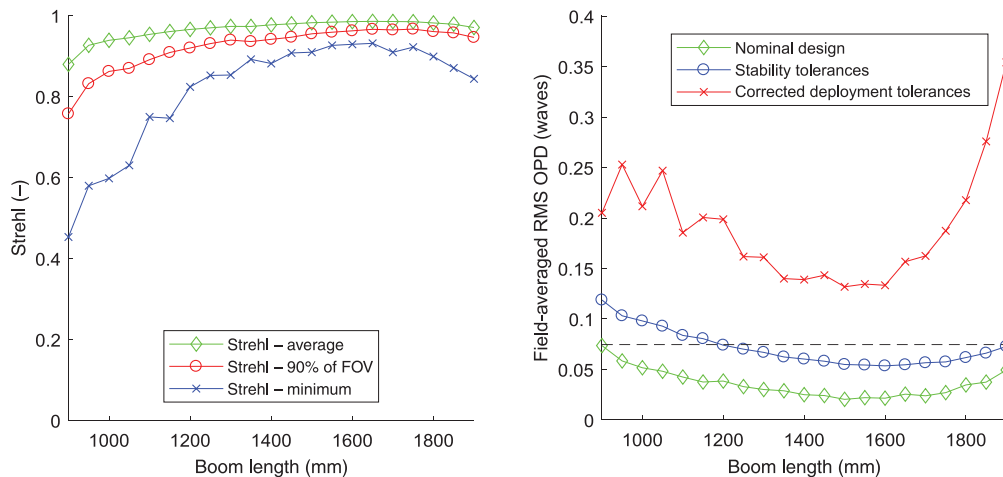 1
0.8
0.6
0.4
0.2
0
Strehl (–)
Strehl – average
Strehl – 90% of FOV
Strehl – minimum
1000 1200 1400 1600 1800
Boom length (mm)
0.4
0.35
0.3
0.25
0.2
0.15
0.1
0.05
0
Field-averaged RMS OPD (waves)
Nominal design
Stability tolerances
Corrected deployment tolerances
1000 1200 1400 1600 1800
Boom length (mm)